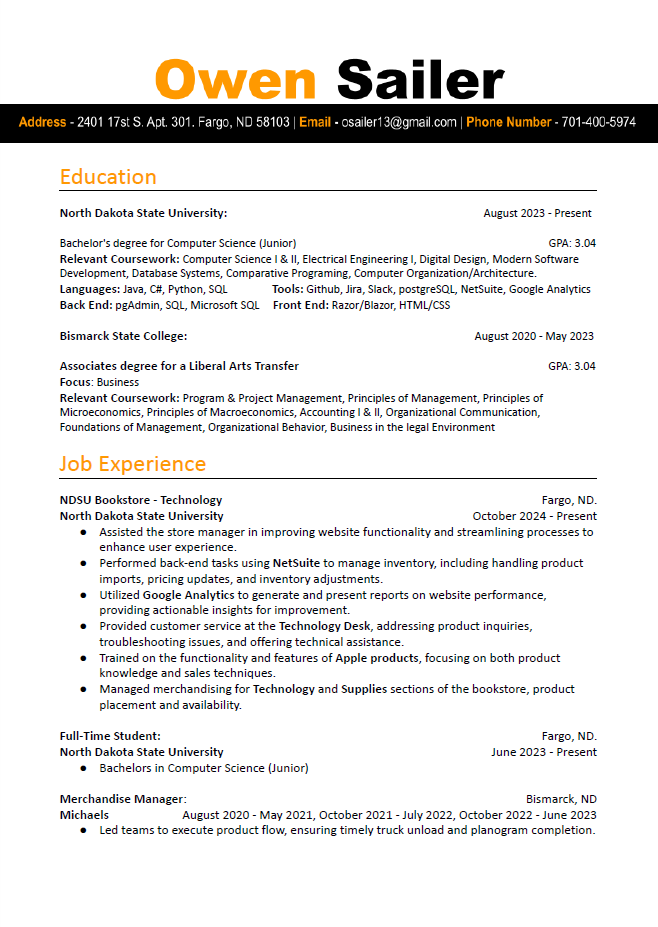 Owen Sailer
Address - 2401 17st S. Apt. 301. Fargo, ND 58103 | Email - osailer13@gmail.com | Phone Number - 701-400-5974
Education
North Dakota State University: August 2023 - Present
Bachelor's degree for Computer Science (Junior) GPA: 3.04
Relevant Coursework: Computer Science I & II, Electrical Engineering I, Digital Design, Modern Software
Development, Database Systems, Comparative Programing, Computer Organization/Architecture.
Languages: Java, C#, Python, SQL Tools: Github, Jira, Slack, postgreSQL, NetSuite, Google Analytics
Back End: pgAdmin, SQL, Microsoft SQL Front End: Razor/Blazor, HTML/CSS
Bismarck State College: August 2020 - May 2023
Associates degree for a Liberal Arts Transfer GPA: 3.04
Focus: Business
Relevant Coursework: Program & Project Management, Principles of Management, Principles of
Microeconomics, Principles of Macroeconomics, Accounting I & II, Organizational Communication,
Foundations of Management, Organizational Behavior, Business in the legal Environment
Job Experience
NDSU Bookstore - Technology Fargo, ND.
North Dakota State University October 2024 - Present
● Assisted the store manager in improving website functionality and streamlining processes to
enhance user experience.
● Performed back-end tasks using NetSuite to manage inventory, including handling product
imports, pricing updates, and inventory adjustments.
● Utilized Google Analytics to generate and present reports on website performance,
providing actionable insights for improvement.
● Provided customer service at the Technology Desk, addressing product inquiries,
troubleshooting issues, and offering technical assistance.
● Trained on the functionality and features of Apple products, focusing on both product
knowledge and sales techniques.
● Managed merchandising for Technology and Supplies sections of the bookstore, product
placement and availability.
Full-Time Student: Fargo, ND.
North Dakota State University June 2023 - Present
● Bachelors in Computer Science (Junior)
Merchandise Manager: Bismarck, ND
Michaels August 2020 - May 2021, October 2021 - July 2022, October 2022 - June 2023
● Led teams to execute product flow, ensuring timely truck unload and planogram completion.